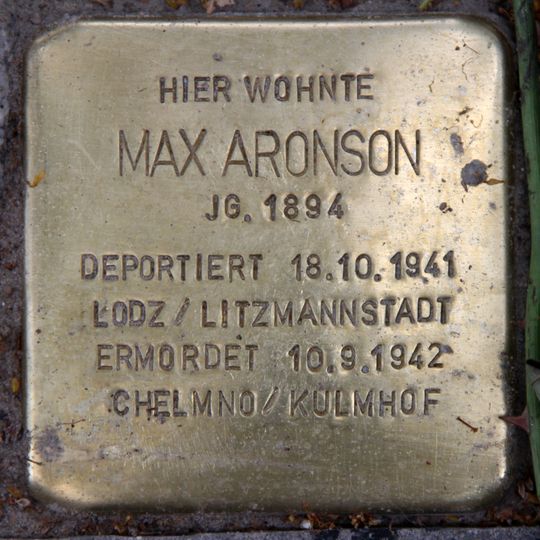 HIER WOHNTE
MAX ARONSON
JG. 1894
DEPORTIERT 18.10.1941
LODZ / LITZMANNSTADT
ERMORDET 10.9.1942
CHELMNO / KULMHOF